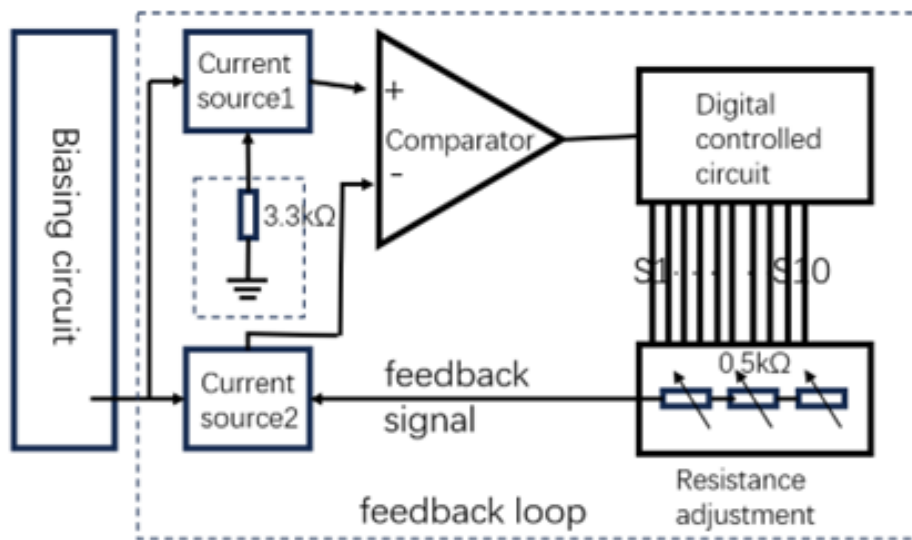 Biasing circuit
Current
source1
3.3kΩ
Current
source2
+
Comparator
-
Digital
controlled
circuit
S1····S10
0.5kΩ
feedback
signal
Resistance
adjustment
feedback loop